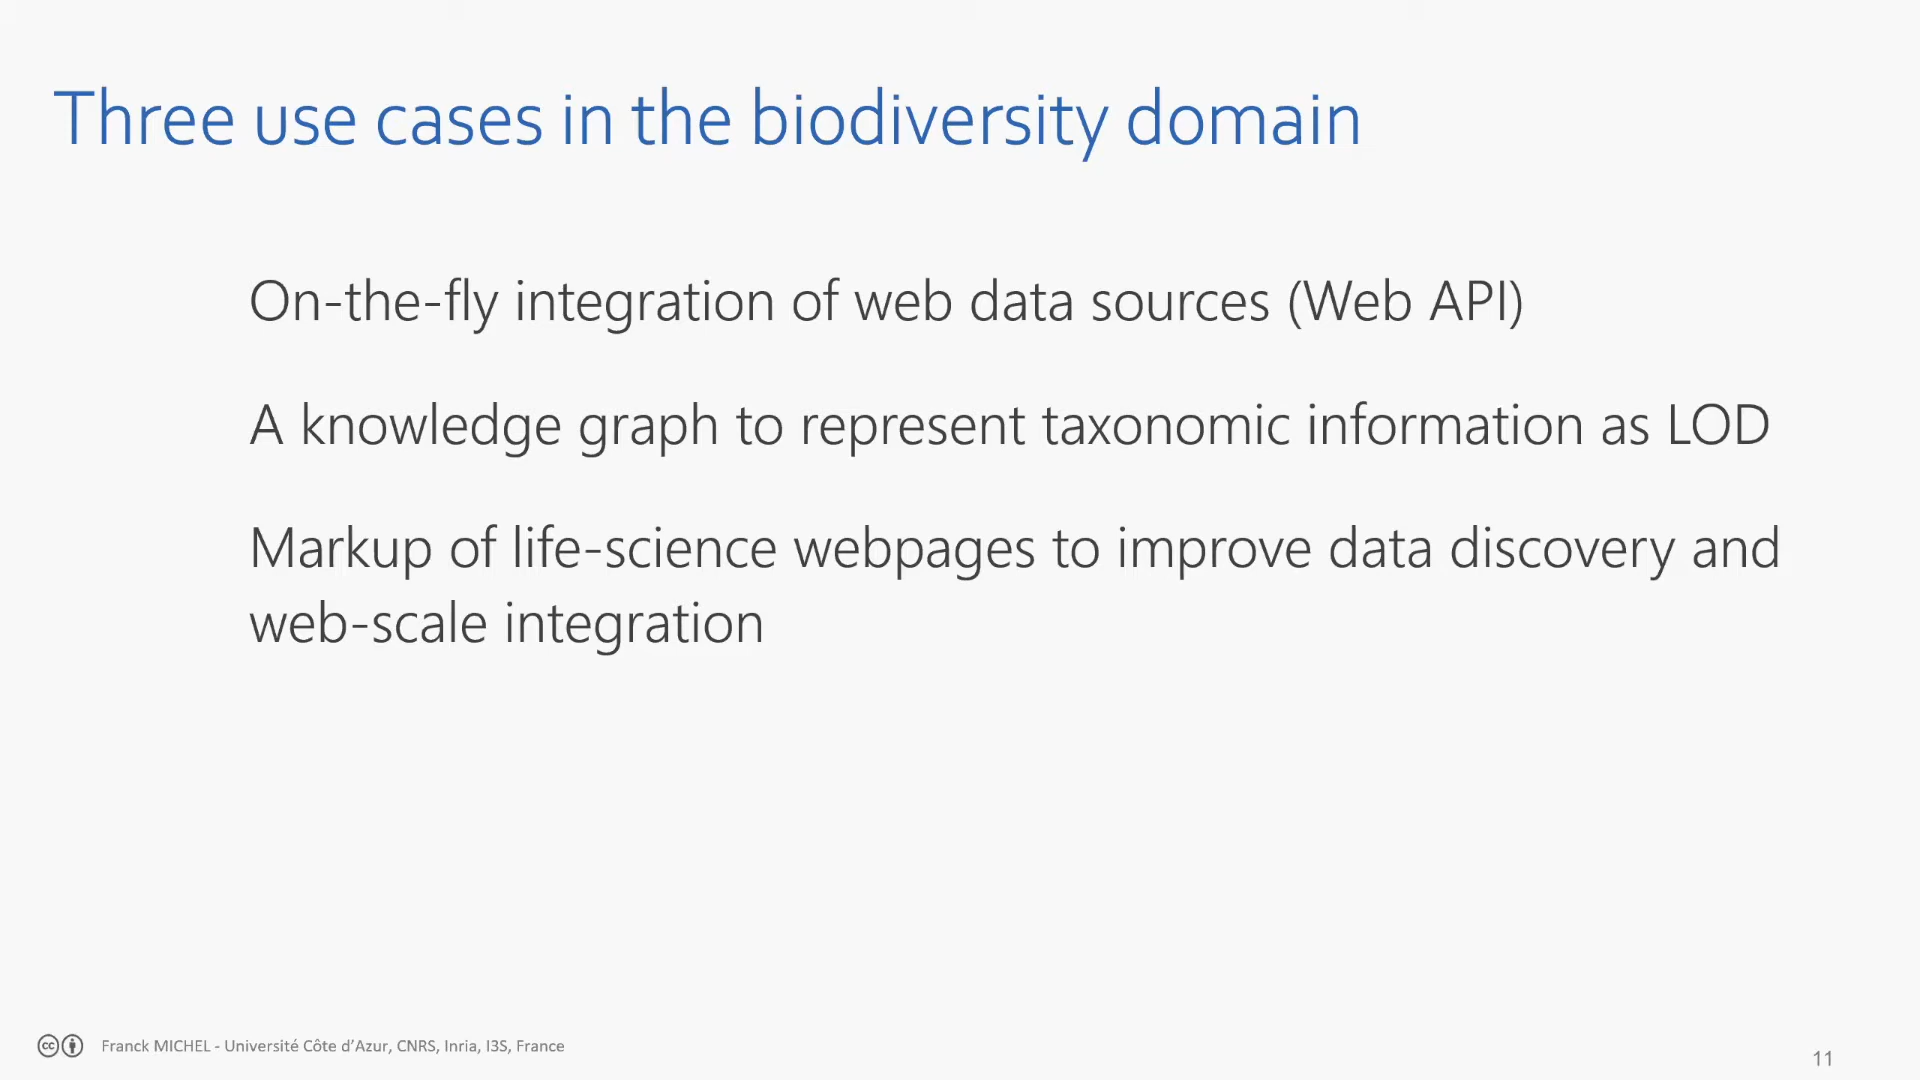 Three use cases in the biodiversity domain
On-the-fly integration of web data sources (Web API)
A knowledge graph to represent taxonomic information as LOD
Markup of life-science webpages to improve data discovery and
web-scale integration
cc Franck MICHEL - Université Côte d'Azur, CNRS, Inria, I3S, France
11